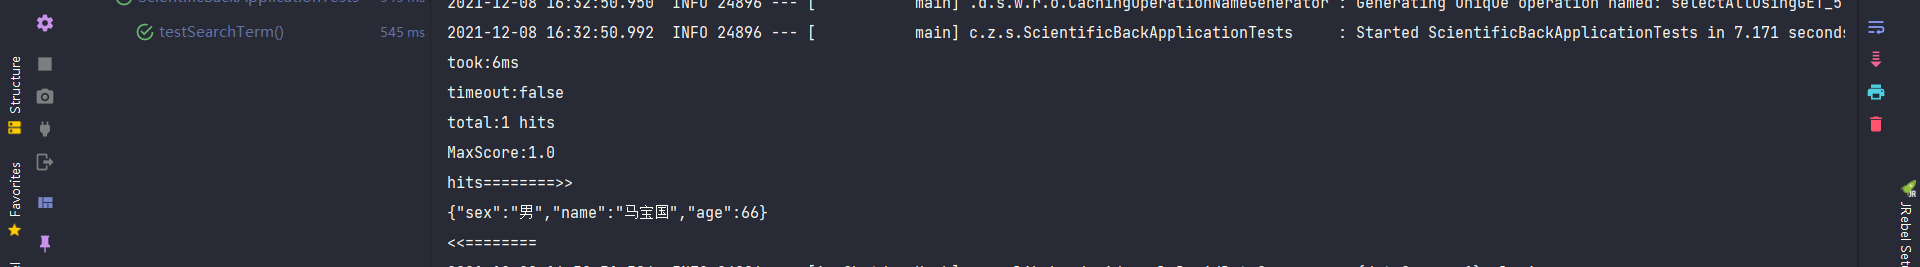 ScientificBackApplicationTests 545 ms
testSearchTerm() 545 ms
Structure
Favorites
2021-12-08 16:32:50.950  INFO 24896 --- [           main] .d.s.w.r.o.CachingOperationNameGenerator : Generating unique operation named: selectAllUsingGET_5
2021-12-08 16:32:50.992  INFO 24896 --- [           main] c.z.s.ScientificBackApplicationTests     : Started ScientificBackApplicationTests in 7.171 seconds
took:6ms
timeout:false
total:1 hits
MaxScore:1.0
hits========>>
{"sex":"男","name":"马宝国","age":66}
<<========
JRebel Set